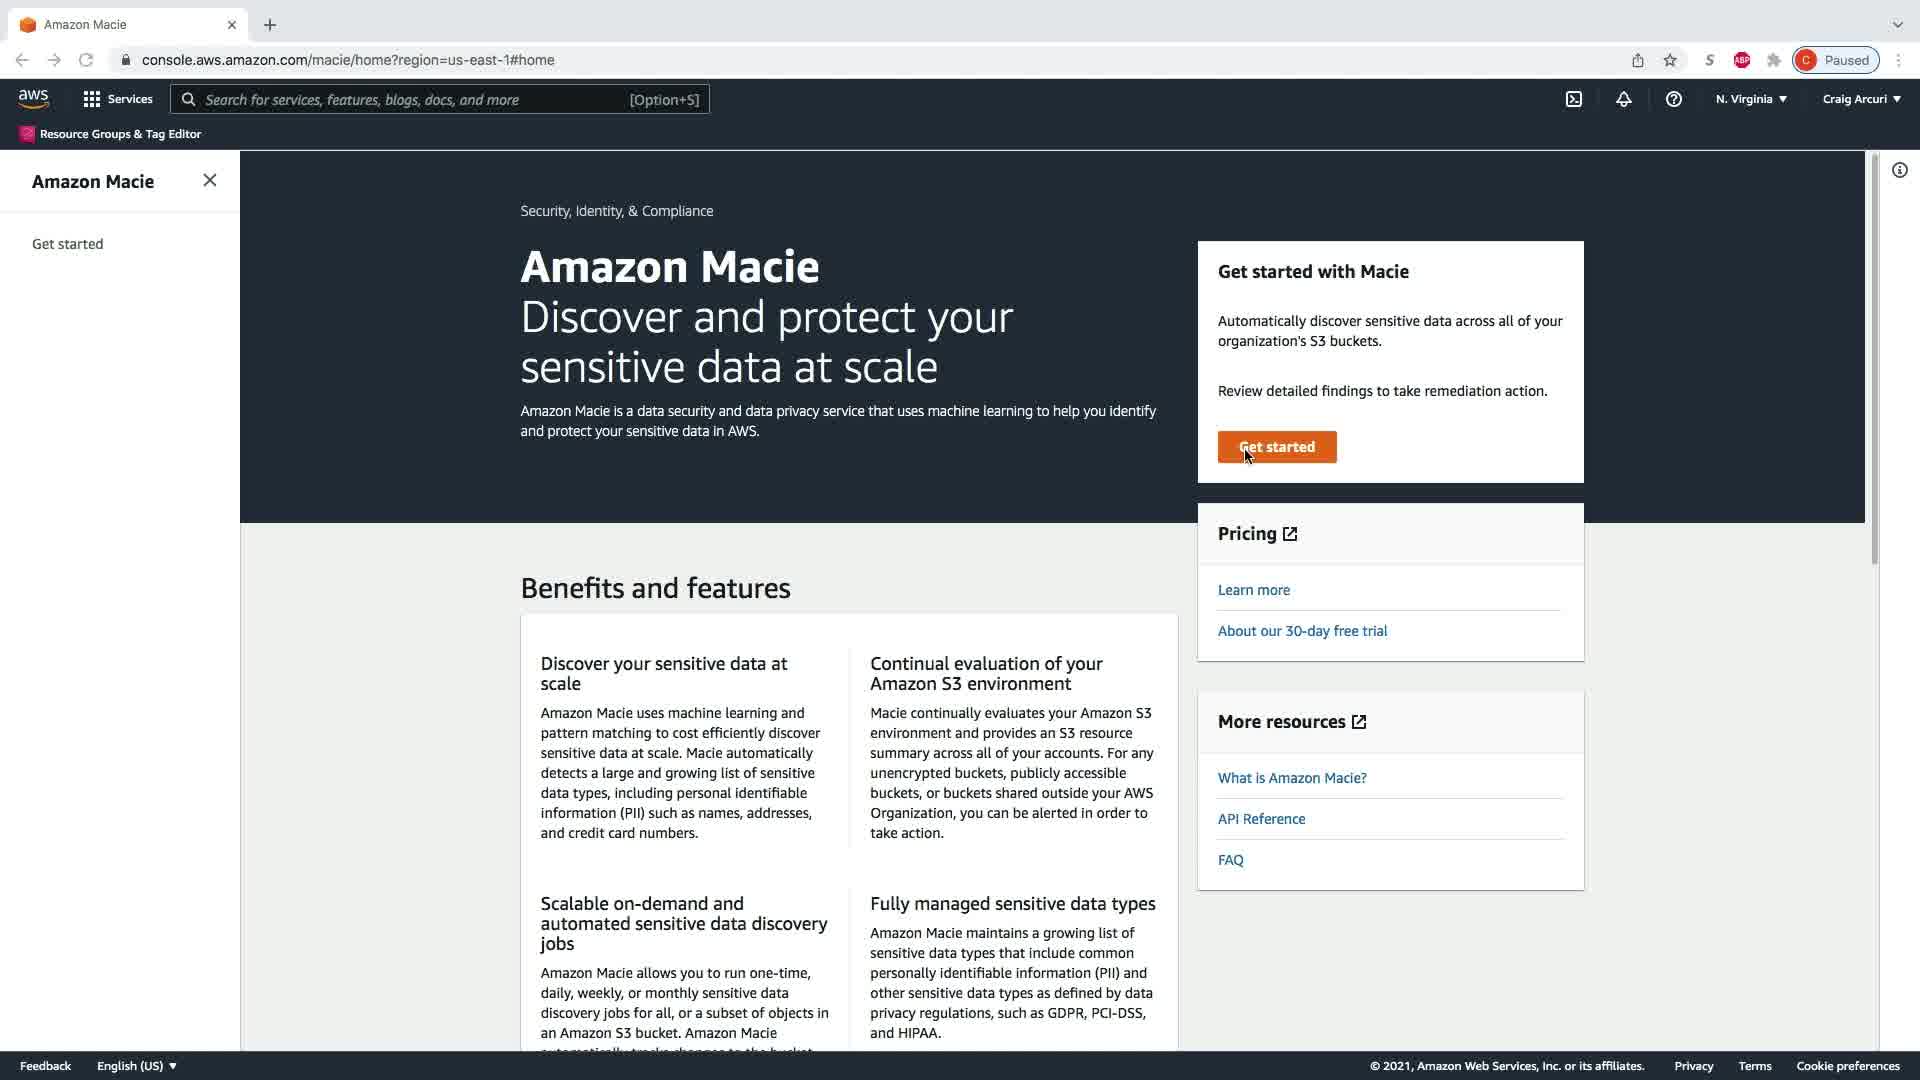 Amazon Macie
console.aws.amazon.com/macie/home?region=us-east-1#home
S
ABP
C
Paused
aws
Services
Search for services, features, blogs, docs, and more
[Option+S]
N. Virginia
Craig Arcuri
Resource Groups & Tag Editor
Amazon Macie
Get started
Security, Identity, & Compliance
Amazon Macie
Discover and protect your
sensitive data at scale
Amazon Macie is a data security and data privacy service that uses machine learning to help you identify
and protect your sensitive data in AWS.
Get started with Macie
Automatically discover sensitive data across all of your
organization's S3 buckets.
Review detailed findings to take remediation action.
Get started
Pricing
Learn more
About our 30-day free trial
More resources
What is Amazon Macie?
API Reference
FAQ
Benefits and features
Discover your sensitive data at
scale
Amazon Macie uses machine learning and
pattern matching to cost efficiently discover
sensitive data at scale. Macie automatically
detects a large and growing list of sensitive
data types, including personal identifiable
information (PII) such as names, addresses,
and credit card numbers.
Continual evaluation of your
Amazon S3 environment
Macie continually evaluates your Amazon S3
environment and provides an S3 resource
summary across all of your accounts. For any
unencrypted buckets, publicly accessible
buckets, or buckets shared outside your AWS
Organization, you can be alerted in order to
take action.
Scalable on-demand and
automated sensitive data discovery
jobs
Amazon Macie allows you to run one-time,
daily, weekly, or monthly sensitive data
discovery jobs for all, or a subset of objects in
an Amazon S3 bucket. Amazon Macie
automatically tracks changes to the bucket
Fully managed sensitive data types
Amazon Macie maintains a growing list of
sensitive data types that include common
personally identifiable information (PII) and
other sensitive data types as defined by data
privacy regulations, such as GDPR, PCI-DSS,
and HIPAA.
Feedback
English (US)
© 2021, Amazon Web Services, Inc. or its affiliates.
Privacy
Terms
Cookie preferences